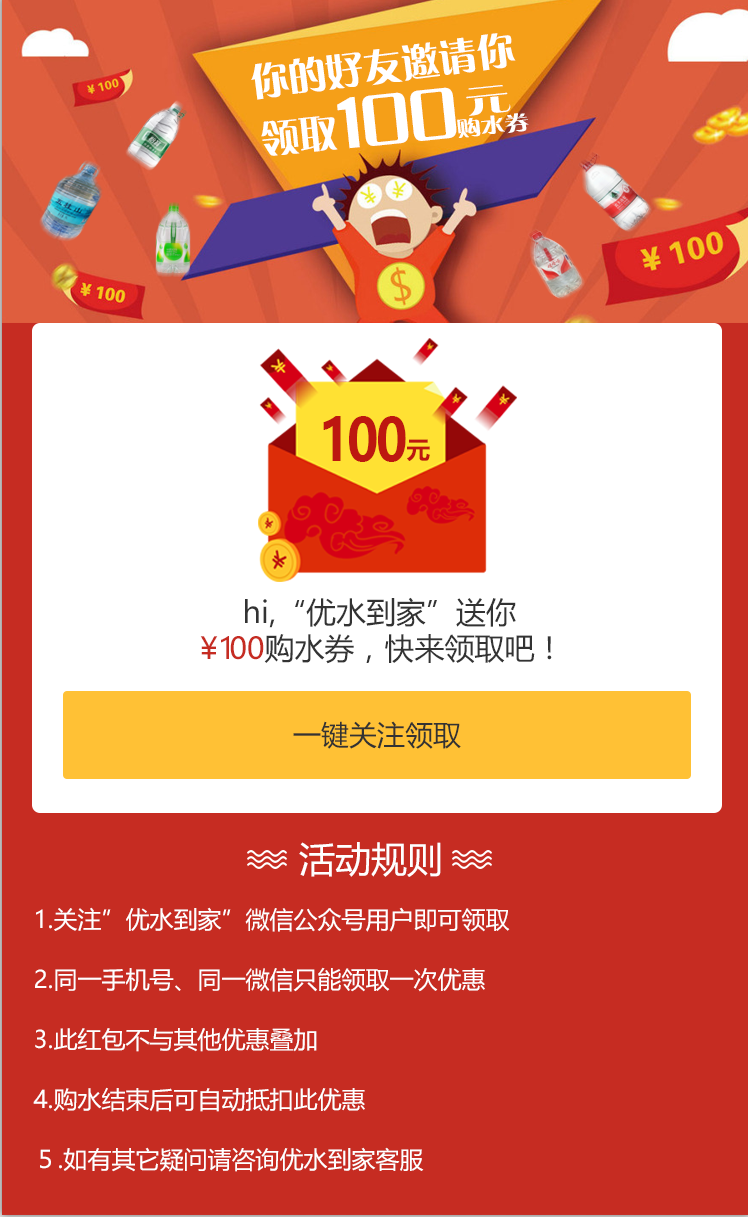 你的好友邀请你
领取100元购水券
¥100
¥100
¥100
100元
hi,“优水到家”送你
¥100购水券，快来领取吧！
一键关注领取
活动规则
1.关注”优水到家”微信公众号用户即可领取
2.同一手机号、同一微信只能领取一次优惠
3.此红包不与其他优惠叠加
4.购水结束后可自动抵扣此优惠
5.如有其它疑问请咨询优水到家客服